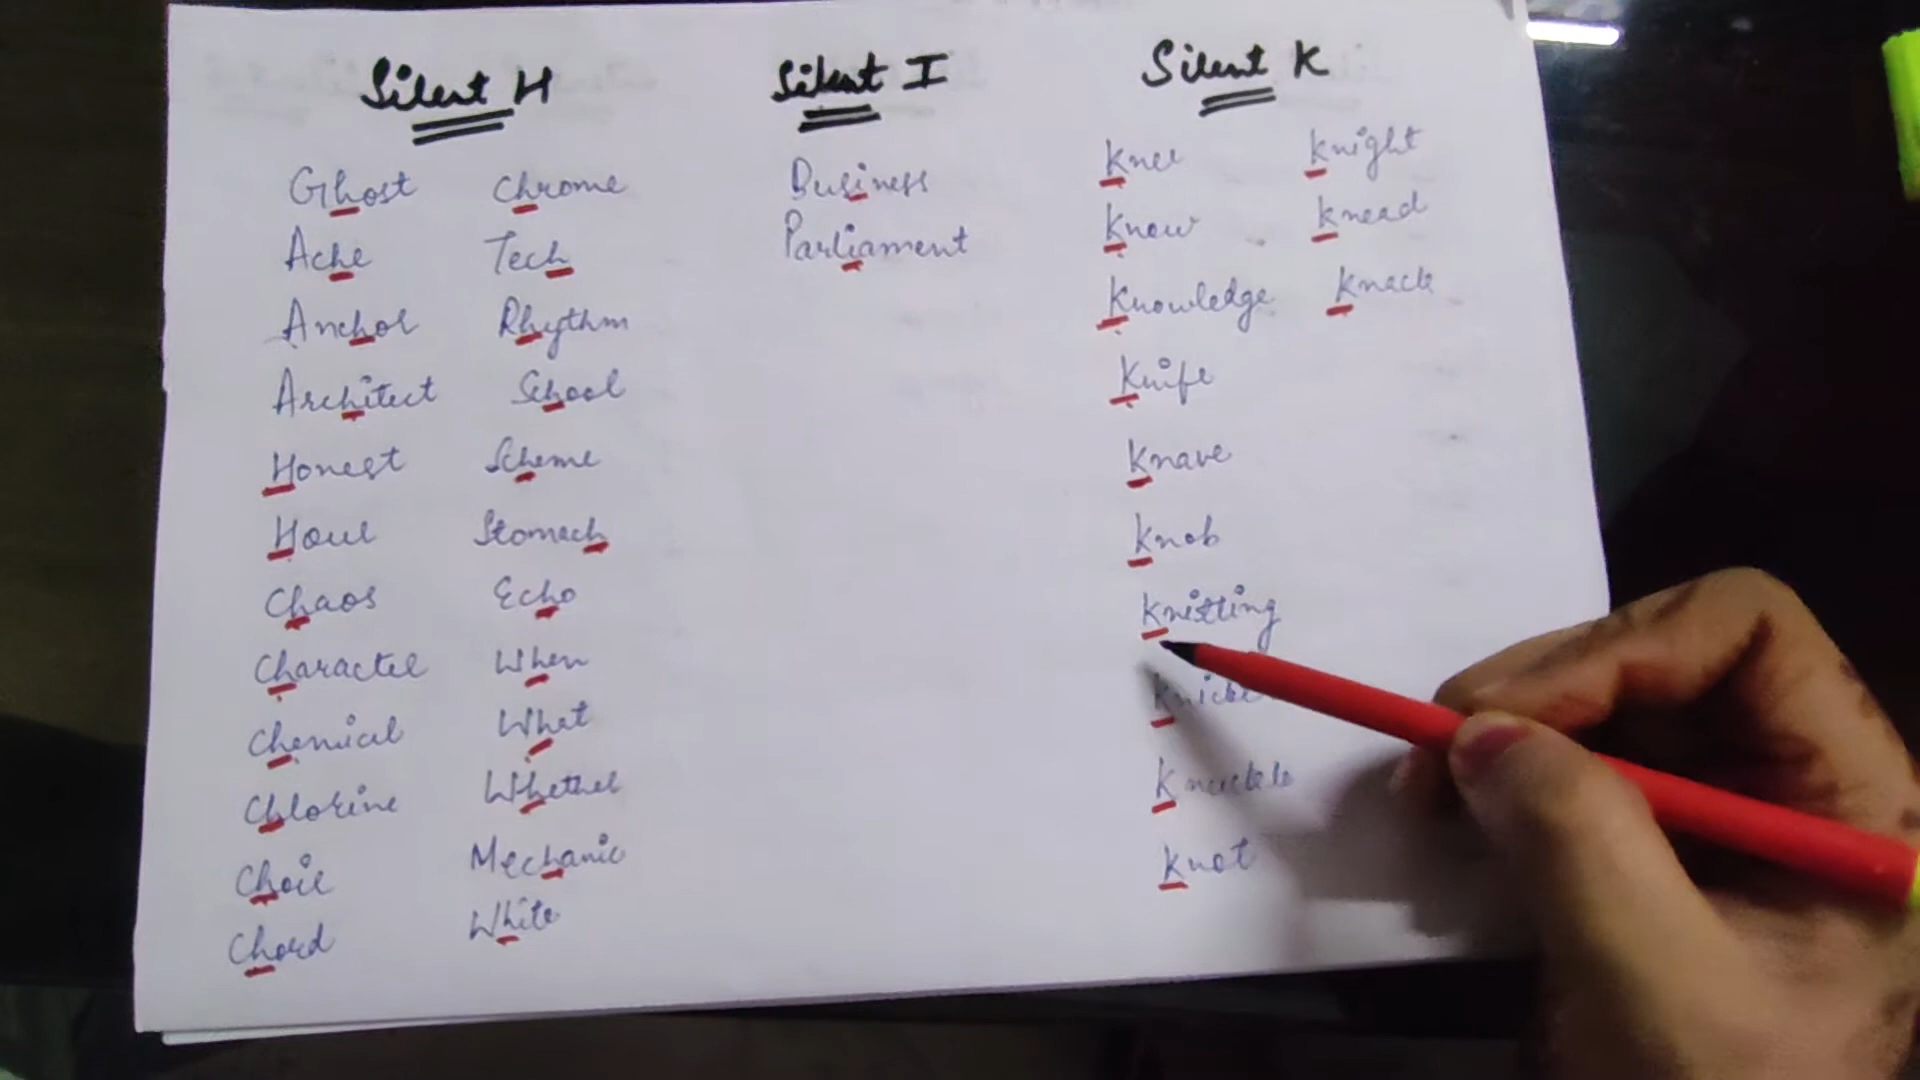 Silent H
Ghost Chrome
Ache Tech
Anchor Rhythm
Architect School
Honest Scheme
Hour Stomach
Chaos Echo
Character When
Chemical What
Chlorine Whether
Choir Mechanic
Chord White
Silent I
Business
Parliament
Silent K
Knee Knight
Know Knead
Knowledge Knack
Knife
Knave
Knob
Knitting
Knuckle
Knot